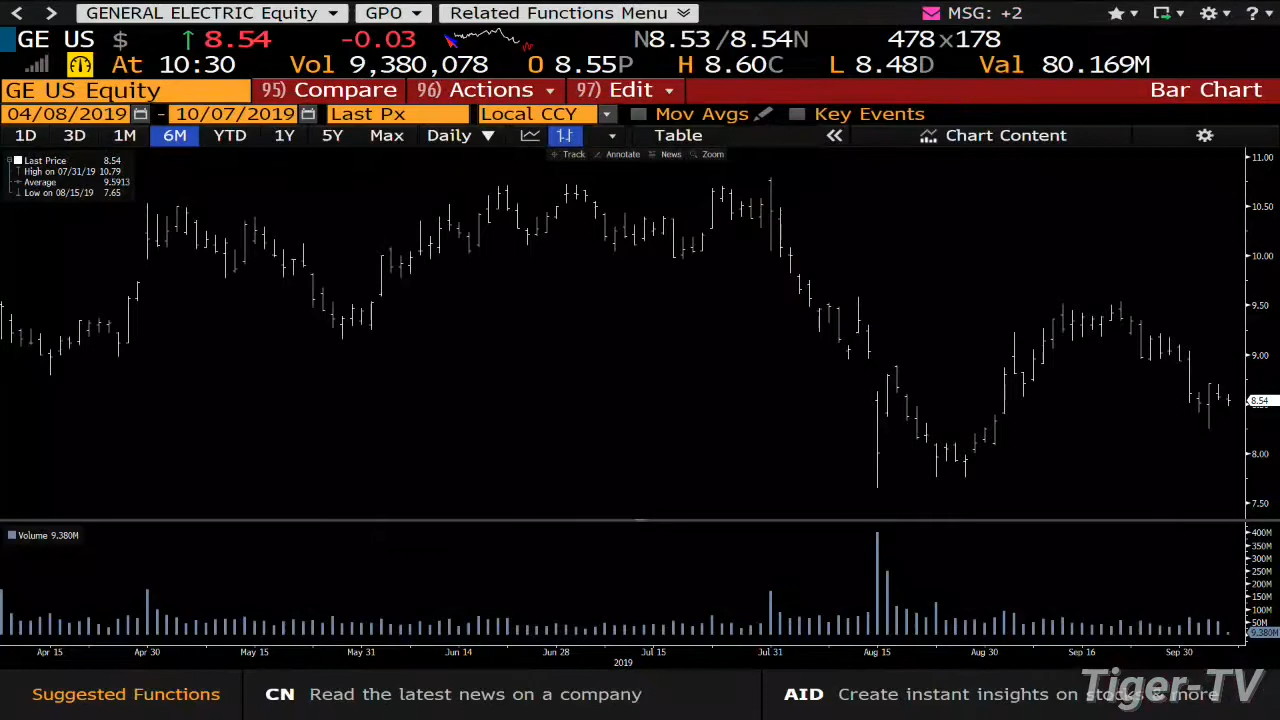 GENERAL ELECTRIC Equity GPO Related Functions Menu MSG: +2 ?
GE US $ ↑ 8.54 -0.03 N8.53 /8.54N 478x178
At 10:30 Vol 9,380,078 O 8.55P H 8.60C L 8.48D Val 80.169M
GE US Equity 95) Compare 96) Actions 97) Edit Bar Chart
04/08/2019 - 10/07/2019 Last Px Local CCY Mov Avgs Key Events
1D 3D 1M 6M YTD 1Y 5Y Max Daily ▼ Table « Chart Content
Track Annotate News Zoom
Last Price 8.54
High on 07/31/19 10.79
Average 9.5913
Low on 08/15/19 7.65
11.00
10.50
10.00
9.50
9.00
8.54
8.00
7.50
Volume 9.380M
400M
350M
300M
250M
200M
150M
100M
50M
9.380M
Apr 15 Apr 30 May 15 May 31 Jun 14 Jun 28 Jul 15 Jul 31 Aug 15 Aug 30 Sep 16 Sep 30
2019
Suggested Functions CN Read the latest news on a company AID Create instant insights on stocks & more
Tiger-TV